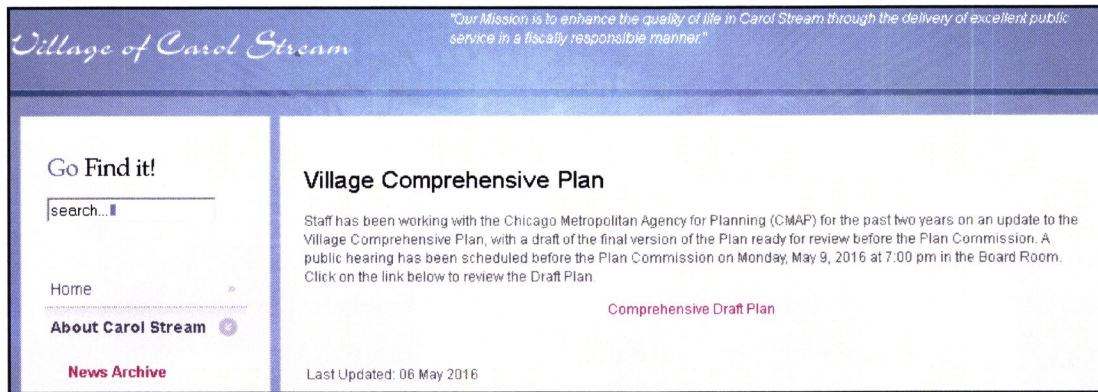 "Our Mission is to enhance the quality of life in Carol Stream through the delivery of excellent public
service in a fiscally responsible manner."
Village of Carol Stream
Go Find it!
search...
Home »
About Carol Stream
News Archive
Village Comprehensive Plan
Staff has been working with the Chicago Metropolitan Agency for Planning (CMAP) for the past two years on an update to the
Village Comprehensive Plan, with a draft of the final version of the Plan ready for review before the Plan Commission. A
public hearing has been scheduled before the Plan Commission on Monday, May 9, 2016 at 7:00 pm in the Board Room.
Click on the link below to review the Draft Plan.
Comprehensive Draft Plan
Last Updated: 06 May 2016